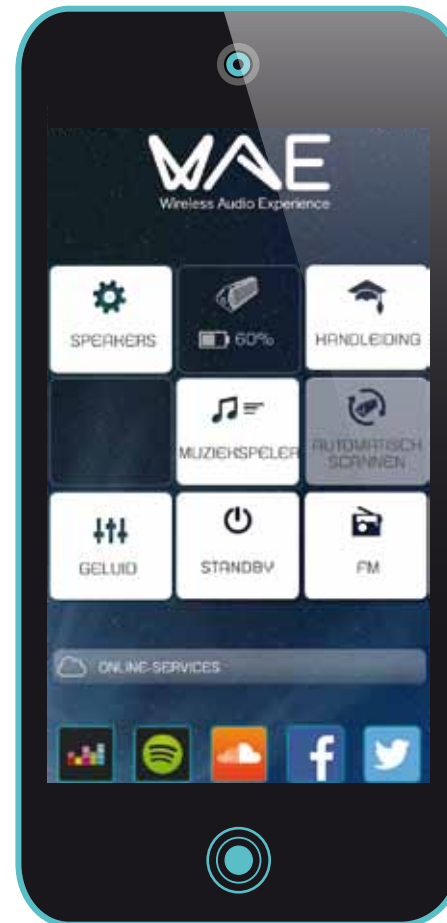 WAE
Wireless Audio Experience
SPEAKERS
60%
HANDLEIDING
MUZIEKSPELER
AUTOMATISCH
SCANNEN
GELUID
STANDBY
FM
ONLINE-SERVICES
f